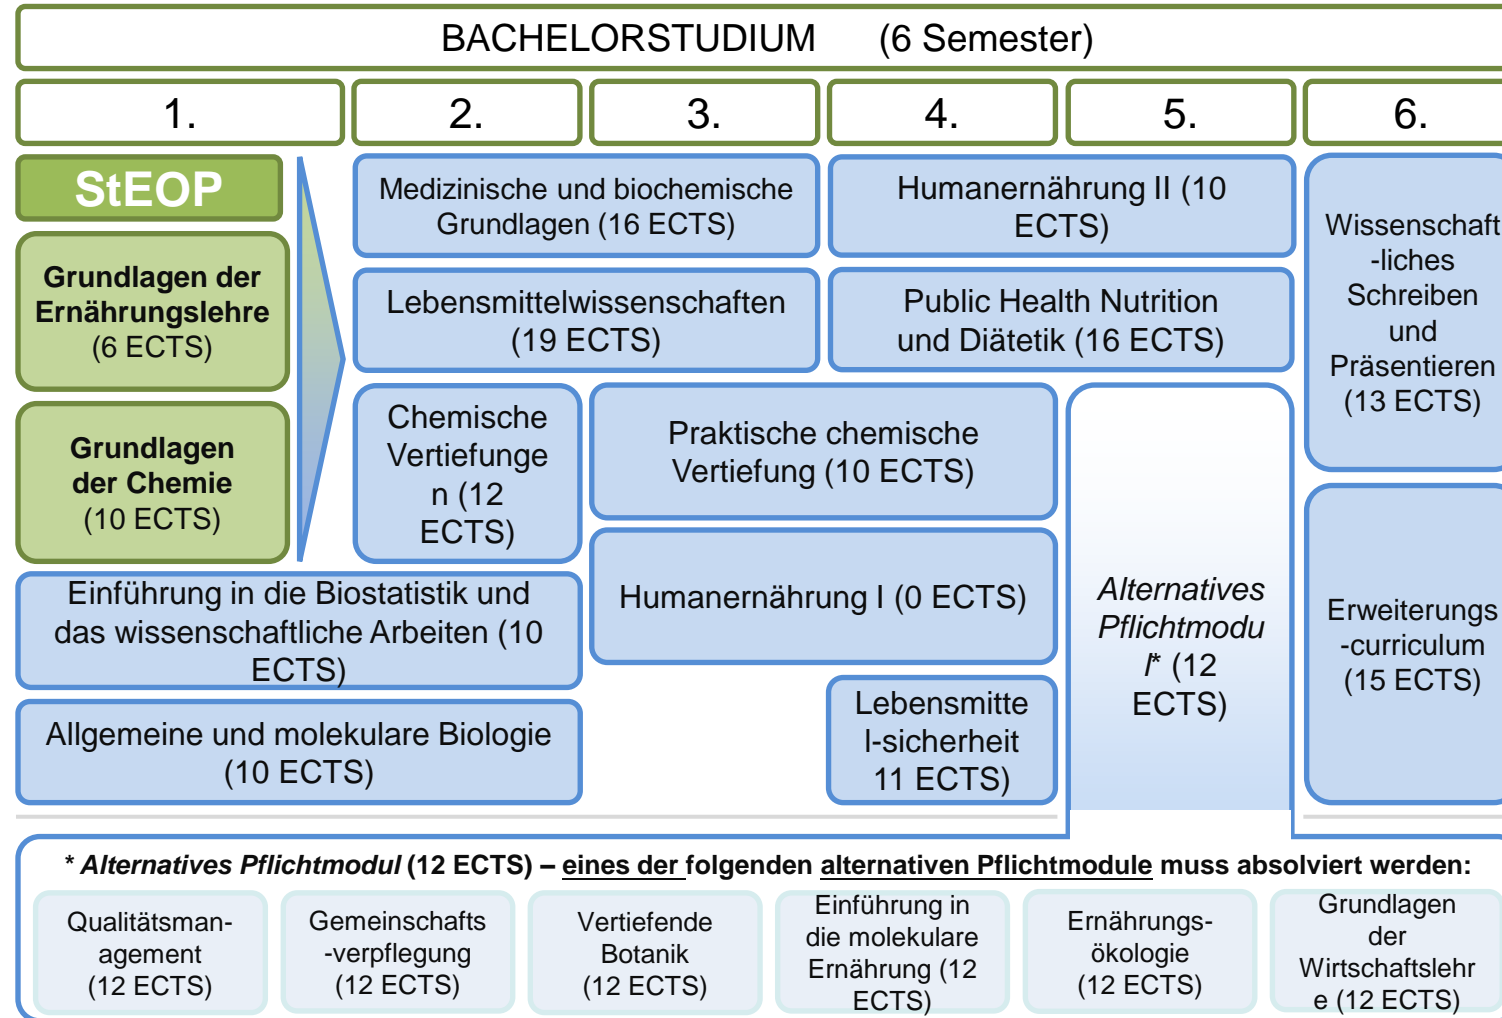 BACHELORSTUDIUM (6 Semester)
1.
2.
3.
4.
5.
6.
StEOP
Grundlagen der
Ernährungslehre
(6 ECTS)
Grundlagen
der Chemie
(10 ECTS)
Medizinische und biochemische
Grundlagen (16 ECTS)
Lebensmittelwissenschaften
(19 ECTS)
Chemische
Vertiefunge
n (12
ECTS)
Einführung in die Biostatistik und
das wissenschaftliche Arbeiten (10
ECTS)
Allgemeine und molekulare Biologie
(10 ECTS)
Praktische chemische
Vertiefung (10 ECTS)
Humanernährung I (0 ECTS)
Humanernährung II (10
ECTS)
Public Health Nutrition
und Diätetik (16 ECTS)
Lebensmitte
l-sicherheit
11 ECTS)
Alternatives
Pflichtmodu
l* (12
ECTS)
Wissenschaft
-liches
Schreiben
und
Präsentieren
(13 ECTS)
Erweiterungs
-curriculum
(15 ECTS)
* Alternatives Pflichtmodul (12 ECTS) – eines der folgenden alternativen Pflichtmodule muss absolviert werden:
Qualitätsman-
agement
(12 ECTS)
Gemeinschafts
-verpflegung
(12 ECTS)
Vertiefende
Botanik
(12 ECTS)
Einführung in
die molekulare
Ernährung (12
ECTS)
Ernährungs-
ökologie
(12 ECTS)
Grundlagen
der
Wirtschaftslehr
e (12 ECTS)